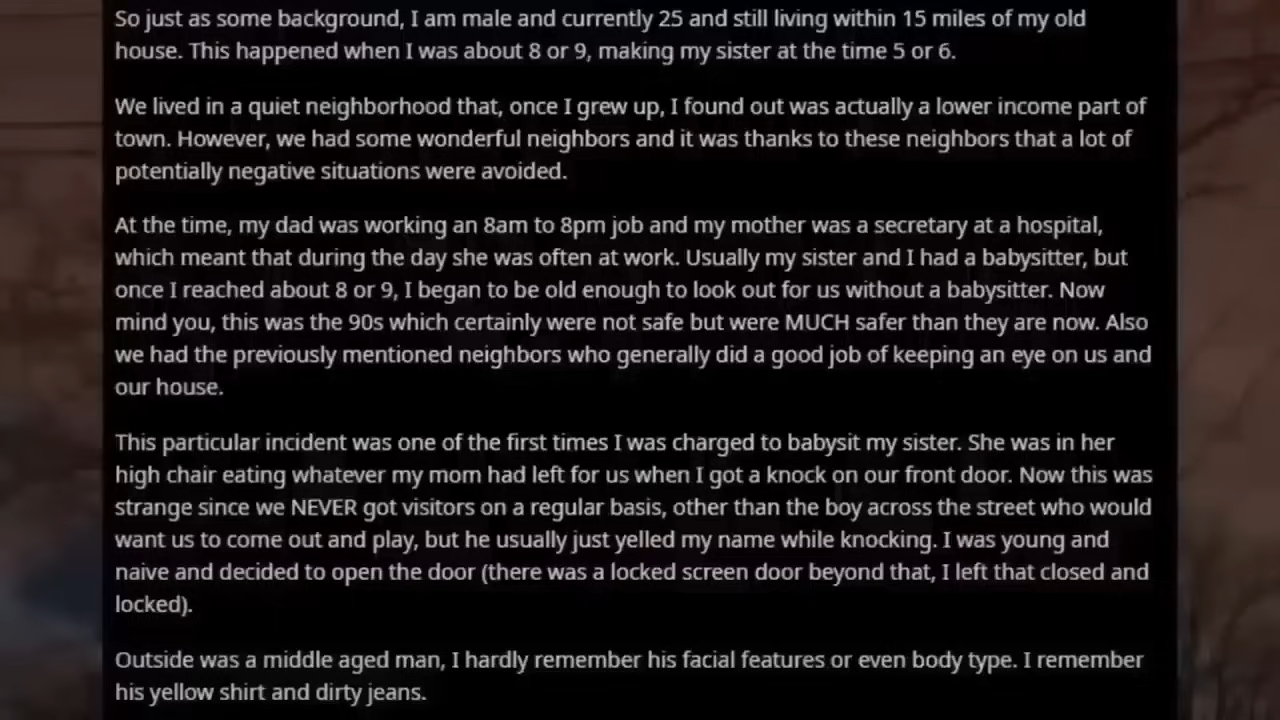 So just as some background, I am male and currently 25 and still living within 15 miles of my old
house. This happened when I was about 8 or 9, making my sister at the time 5 or 6.
We lived in a quiet neighborhood that, once I grew up, I found out was actually a lower income part of
town. However, we had some wonderful neighbors and it was thanks to these neighbors that a lot of
potentially negative situations were avoided.
At the time, my dad was working an 8am to 8pm job and my mother was a secretary at a hospital,
which meant that during the day she was often at work. Usually my sister and I had a babysitter, but
once I reached about 8 or 9, I began to be old enough to look out for us without a babysitter. Now
mind you, this was the 90s which certainly were not safe but were MUCH safer than they are now. Also
we had the previously mentioned neighbors who generally did a good job of keeping an eye on us and
our house.
This particular incident was one of the first times I was charged to babysit my sister. She was in her
high chair eating whatever my mom had left for us when I got a knock on our front door. Now this was
strange since we NEVER got visitors on a regular basis, other than the boy across the street who would
want us to come out and play, but he usually just yelled my name while knocking. I was young and
naive and decided to open the door (there was a locked screen door beyond that, I left that closed and
locked).
Outside was a middle aged man, I hardly remember his facial features or even body type. I remember
his yellow shirt and dirty jeans.